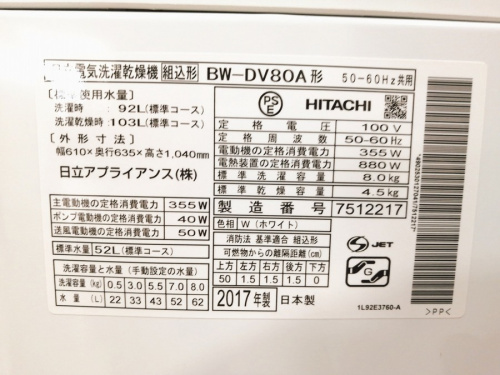 電気洗濯乾燥機 組込形 BW-DV80A形 50-60Hz共用
使用水量]
洗濯時 : 92L(標準コース)
洗濯乾燥時 : 103L(標準コース)
[外形寸法]
幅610×奥行635×高さ1,040mm
日立アプライアンス(株)
主電動機の定格消費電力 355W
ポンプ電動機の定格消費電力 40W
送風電動機の定格消費電力 50W
標準水量 52L(標準コース)
洗濯容量と水量 (手動設定の水量)
洗濯容量(kg) 0.5 3.0 5.5 7.0 8.0
水量 (L) 22 33 43 52 62
PSE HITACHI
定格電圧 100V
定格周波数 50-60Hz
電動機の定格消費電力 355W
電熱装置の定格消費電力 880W
標準洗濯容量 8.0kg
標準乾燥容量 4.5kg
製造番号 7512217
色相 W (ホワイト)
消防法 基準適合 組込形
可燃物からの離隔距離(cm)
上方 左方 右方 後方 下方
50 1.5 1.5 1.5 0
2017年製 日本製
S JET
G
1L92E3760-A
>PP<